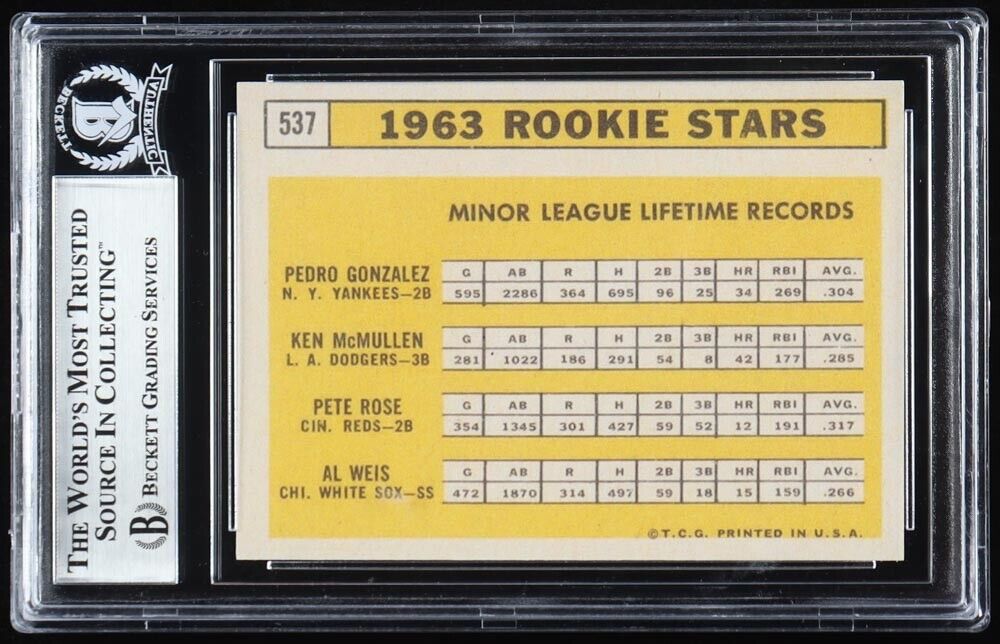 BECKETT AUTHENTIC
B
THE WORLD'S MOST TRUSTED
SOURCE IN COLLECTING™
B BECKETT GRADING SERVICES
537 1963 ROOKIE STARS
MINOR LEAGUE LIFETIME RECORDS
PEDRO GONZALEZ G AB R H 2B 3B HR RBI AVG.
N. Y. YANKEES—2B 595 2286 364 695 96 25 34 269 .304
KEN McMULLEN G AB R H 2B 3B HR RBI AVG.
L. A. DODGERS—3B 281 1022 186 291 54 8 42 177 .285
PETE ROSE G AB R H 2B 3B HR RBI AVG.
CIN. REDS—2B 354 1345 301 427 59 52 12 191 .317
AL WEIS G AB R H 2B 3B HR RBI AVG.
CHI. WHITE SOX—SS 472 1870 314 497 59 18 15 159 .266
©T.C.G. PRINTED IN U.S.A.